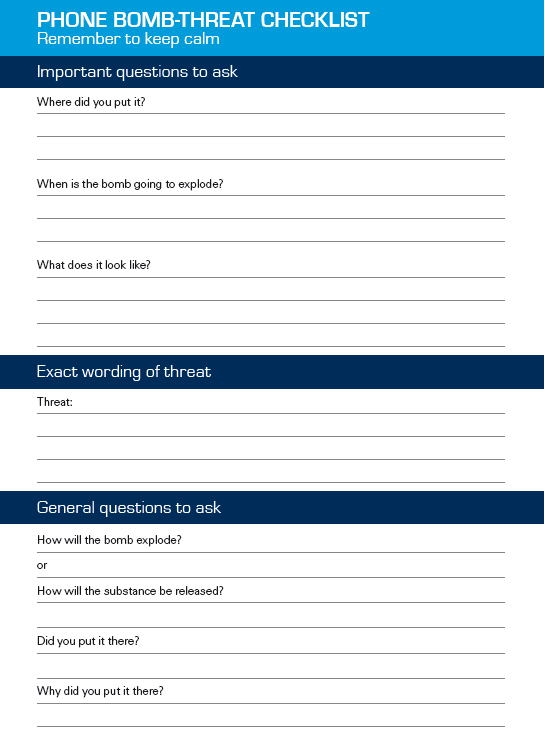 PHONE BOMB-THREAT CHECKLIST
Remember to keep calm
Important questions to ask
Where did you put it?
When is the bomb going to explode?
What does it look like?
Exact wording of threat
Threat:
General questions to ask
How will the bomb explode?
or
How will the substance be released?
Did you put it there?
Why did you put it there?